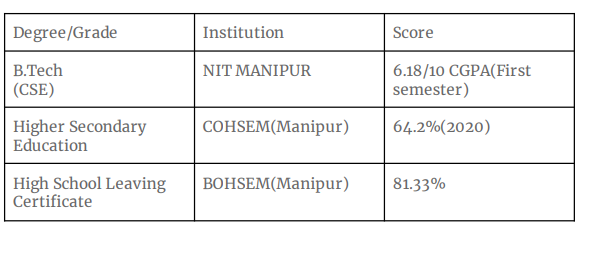 Degree/Grade Institution Score
B.Tech NIT MANIPUR 6.18/10 CGPA(First
(CSE) semester)
Higher Secondary COHSEM(Manipur) 64.2%(2020)
Education
High School Leaving BOHSEM(Manipur) 81.33%
Certificate